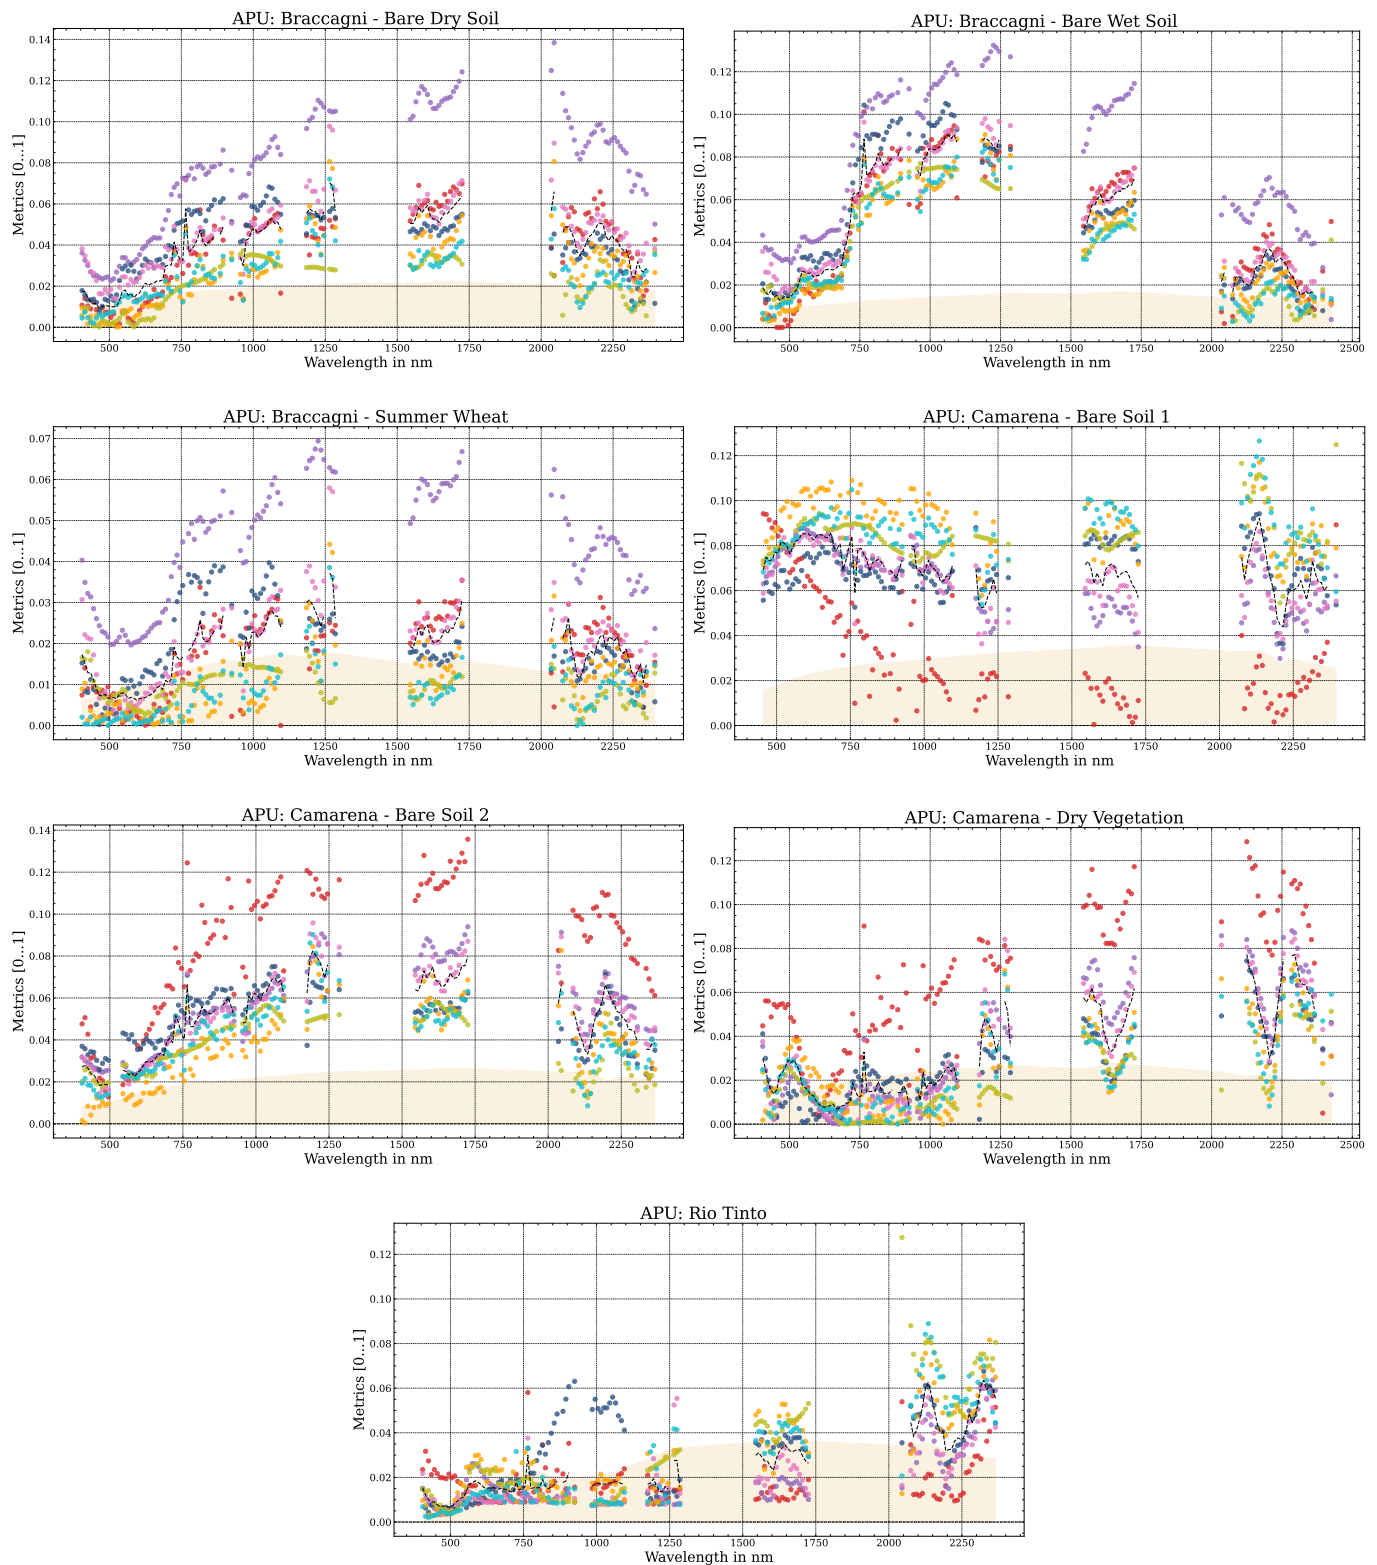 APU: Braccagni - Bare Dry Soil
0.14
0.12
0.10
0.08
0.06
0.04
0.02
0.00
Metrics [0...1]
500 750 1000 1250 1500 1750 2000 2250
Wavelength in nm
APU: Braccagni - Bare Wet Soil
0.12
0.10
0.08
0.06
0.04
0.02
0.00
Metrics [0...1]
500 750 1000 1250 1500 1750 2000 2250 2500
Wavelength in nm
APU: Braccagni - Summer Wheat
0.07
0.06
0.05
0.04
0.03
0.02
0.01
0.00
Metrics [0...1]
500 750 1000 1250 1500 1750 2000 2250
Wavelength in nm
APU: Camarena - Bare Soil 1
0.12
0.10
0.08
0.06
0.04
0.02
0.00
Metrics [0...1]
500 750 1000 1250 1500 1750 2000 2250
Wavelength in nm
APU: Camarena - Bare Soil 2
0.14
0.12
0.10
0.08
0.06
0.04
0.02
0.00
Metrics [0...1]
500 750 1000 1250 1500 1750 2000 2250
Wavelength in nm
APU: Camarena - Dry Vegetation
0.12
0.10
0.08
0.06
0.04
0.02
0.00
Metrics [0...1]
500 750 1000 1250 1500 1750 2000 2250 2500
Wavelength in nm
APU: Rio Tinto
0.12
0.10
0.08
0.06
0.04
0.02
0.00
Metrics [0...1]
500 750 1000 1250 1500 1750 2000 2250
Wavelength in nm